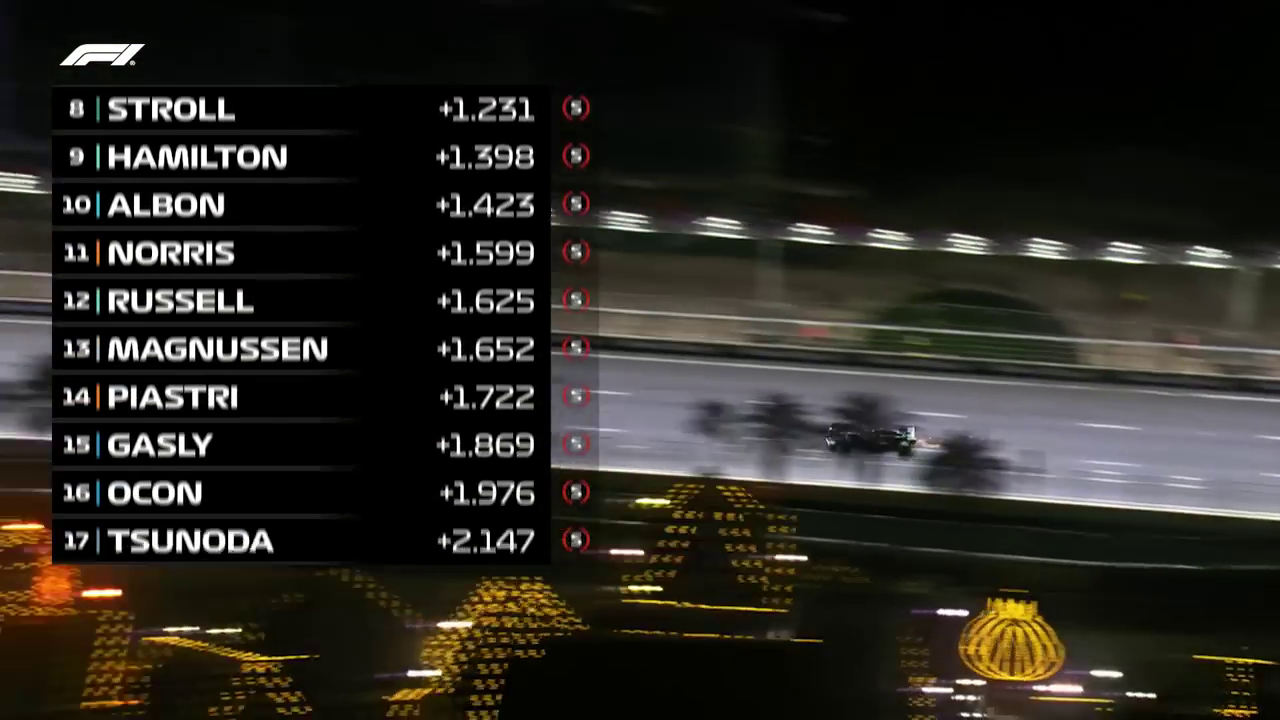 F1
8 STROLL +1.231 S
9 HAMILTON +1.398 S
10 ALBON +1.423 S
11 NORRIS +1.599 S
12 RUSSELL +1.625 S
13 MAGNUSSEN +1.652 S
14 PIASTRI +1.722 S
15 GASLY +1.869 S
16 OCON +1.976 S
17 TSUNODA +2.147 S